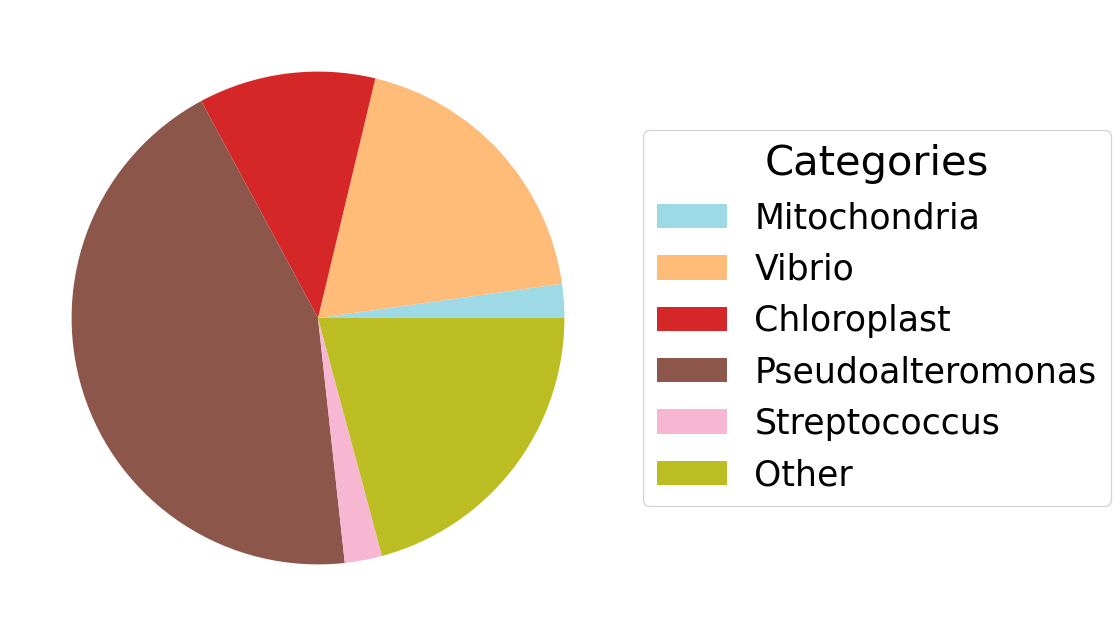 Categories
Mitochondria
Vibrio
Chloroplast
Pseudoalteromonas
Streptococcus
Other